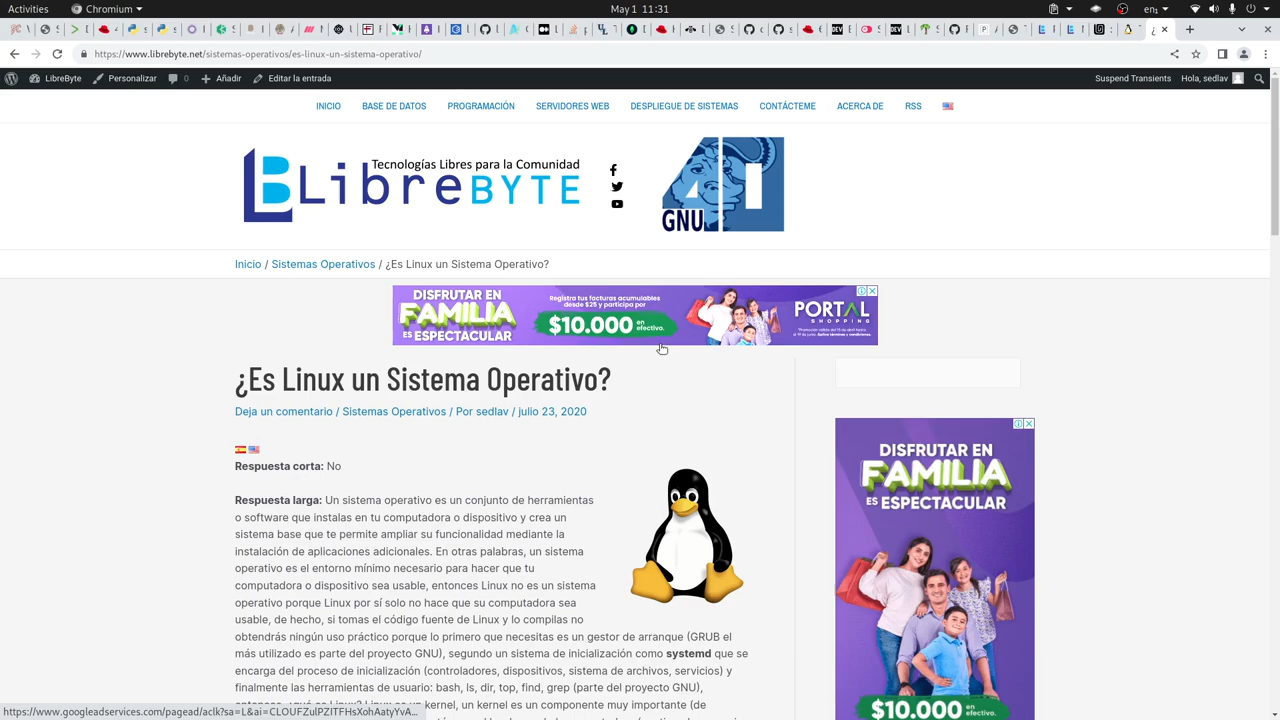 Activities
Chromium
May 1 11:31
https://www.librebyte.net/sistemas-operativos/es-linux-un-sistema-operativo/
LibreByte
Personalizar
0
Añadir
Editar la entrada
Suspend Transients
Hola, sedlav
INICIO
BASE DE DATOS
PROGRAMACIÓN
SERVIDORES WEB
DESPLIEGUE DE SISTEMAS
CONTÁCTEME
ACERCA DE
RSS
Tecnologías Libres para la Comunidad
LibreBYTE
GNU 40
Inicio / Sistemas Operativos / ¿Es Linux un Sistema Operativo?
DISFRUTAR EN
FAMILIA
ES ESPECTACULAR
Registra tus facturas acumulables
desde $25 y participa por
$10.000 en efectivo.
PORTAL
SHOPPING
¿Es Linux un Sistema Operativo?
Deja un comentario / Sistemas Operativos / Por sedlav / julio 23, 2020
Respuesta corta: No
Respuesta larga: Un sistema operativo es un conjunto de herramientas
o software que instalas en tu computadora o dispositivo y crea un
sistema base que te permite ampliar su funcionalidad mediante la
instalación de aplicaciones adicionales. En otras palabras, un sistema
operativo es el entorno mínimo necesario para hacer que tu
computadora o dispositivo sea usable, entonces Linux no es un sistema
operativo porque Linux por sí solo no hace que su computadora sea
usable, de hecho, si tomas el código fuente de Linux y lo compilas no
obtendrás ningún uso práctico porque lo primero que necesitas es un gestor de arranque (GRUB el
más utilizado es parte del proyecto GNU), segundo un sistema de inicialización como systemd que se
encarga del proceso de inicialización (controladores, dispositivos, sistema de archivos, servicios) y
finalmente las herramientas de usuario: bash, ls, dir, top, find, grep (parte del proyecto GNU),
kernel, un kernel es un componente muy importante (de
DISFRUTAR EN
FAMILIA
ES ESPECTACULAR
$10.000 en efectivo.
https://www.googleadservices.com/pagead/aclk?sa=L&ai=CLOUFZulPZITFHsXohAatyYvA...